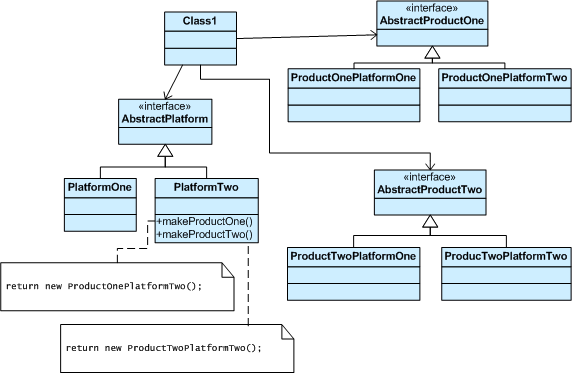 Class1
«interface»
AbstractProductOne
ProductOnePlatformOne
ProductOnePlatformTwo
«interface»
AbstractPlatform
PlatformOne
PlatformTwo
+makeProductOne()
+makeProductTwo()
«interface»
AbstractProductTwo
ProductTwoPlatformOne
ProducTwoPlatformTwo
return new ProductOnePlatformTwo();
return new ProductTwoPlatformTwo();